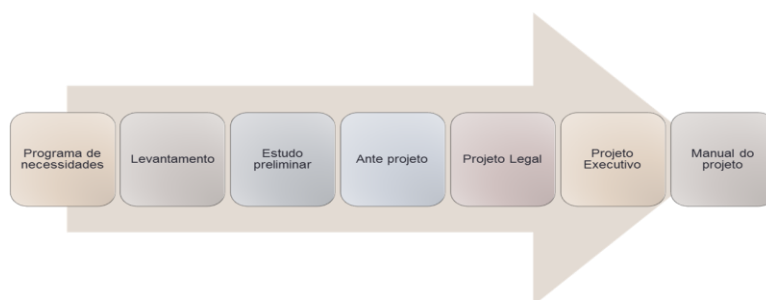 Programa de
necessidades
Levantamento
Estudo
preliminar
Ante projeto
Projeto Legal
Projeto
Executivo
Manual do
projeto